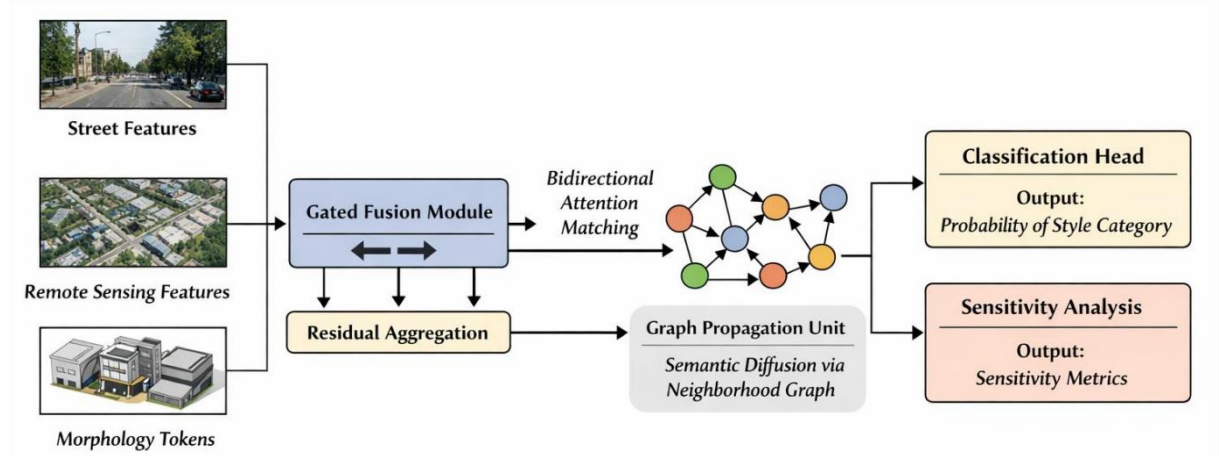 Street Features
Remote Sensing Features
Morphology Tokens
Gated Fusion Module
Residual Aggregation
Bidirectional
Attention
Matching
Graph Propagation Unit
Semantic Diffusion via
Neighborhood Graph
Classification Head
Output:
Probability of Style Category
Sensitivity Analysis
Output:
Sensitivity Metrics